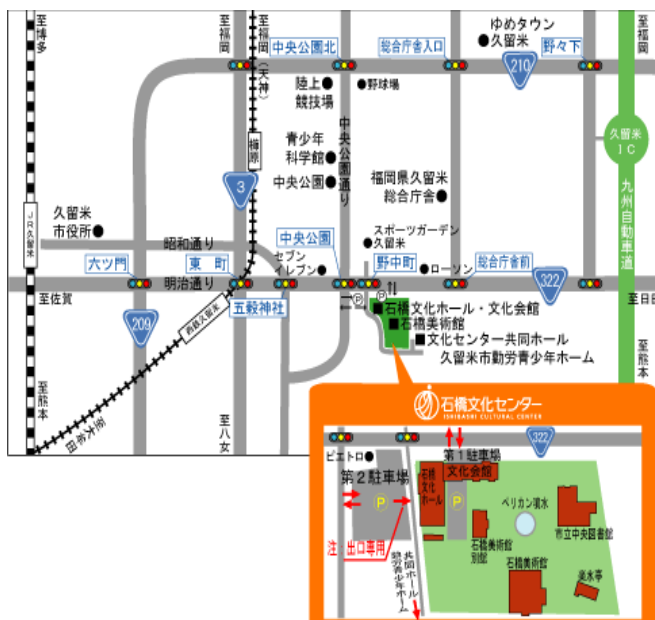 至博多
至福岡
至福岡(天神)
中央公園北
総合庁舎入口
ゆめタウン
久留米
野々下
至福岡
210
陸上
競技場
野球場
中央公園通り
櫛原
青少年
科学館
中央公園
福岡県久留米
総合庁舎
久留米
IC
九州自動車道
3
JR久留米
久留米
市役所
昭和通り
セブン
イレブン
中央公園
スポーツガーデン
久留米
六ツ門
東町
野中町
ローソン
総合庁舎前
322
明治通り
至佐賀
五穀神社
P
P
至日田
209
西鉄久留米
石橋文化ホール・文化会館
石橋美術館
文化センター共同ホール
久留米市勤労青少年ホーム
至熊本
至大牟田
至八女
至熊本
石橋文化センター
ISHIBASHI CULTURAL CENTER
322
ピエトロ
第1駐車場
文化会館
第2駐車場
石橋文化ホール
P
P
ペリカン噴水
市立中央図書館
石橋美術館
別館
注・出口専用
石橋美術館
楽水亭
共同ホール
勤労青少年ホーム